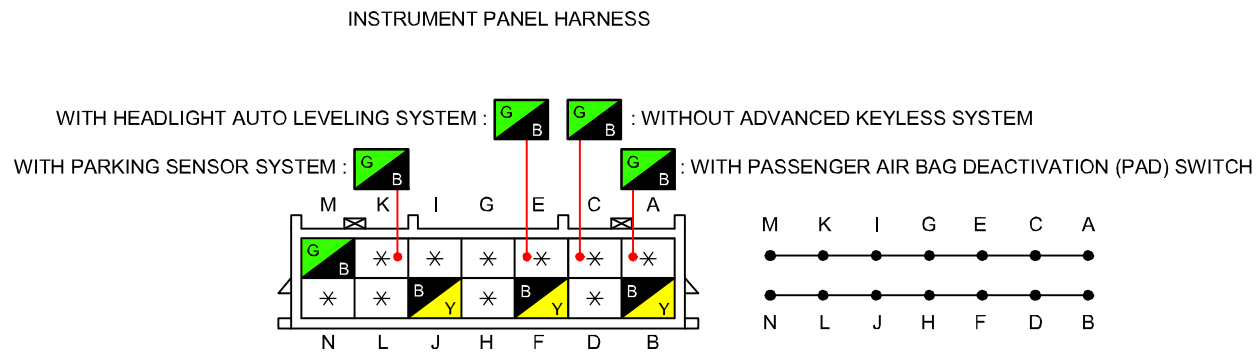 INSTRUMENT PANEL HARNESS
WITH HEADLIGHT AUTO LEVELING SYSTEM : G B G B : WITHOUT ADVANCED KEYLESS SYSTEM
WITH PARKING SENSOR SYSTEM : G B G B : WITH PASSENGER AIR BAG DEACTIVATION (PAD) SWITCH
M K I G E C A
M K I G E C A
G B * * * * * *
* * B Y * B Y * B Y
N L J H F D B
N L J H F D B